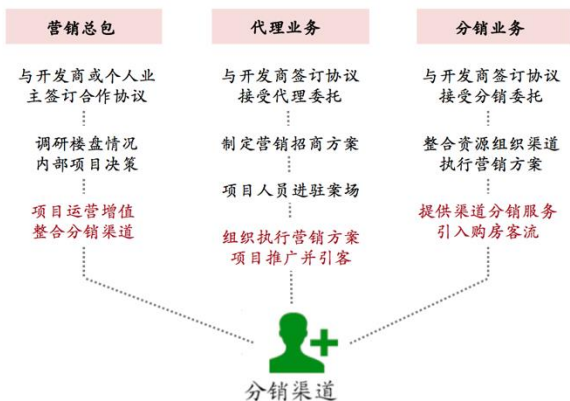 营销总包
代理业务
分销业务
与开发商或个人业
主签订合作协议
与开发商签订协议
接受代理委托
与开发商签订协议
接受分销委托
调研楼盘情况
内部项目决策
制定营销招商方案
整合资源组织渠道
执行营销方案
项目人员进驻案场
项目运营增值
整合分销渠道
组织执行营销方案
项目推广并引客
提供渠道分销服务
引入购房客流
分销渠道